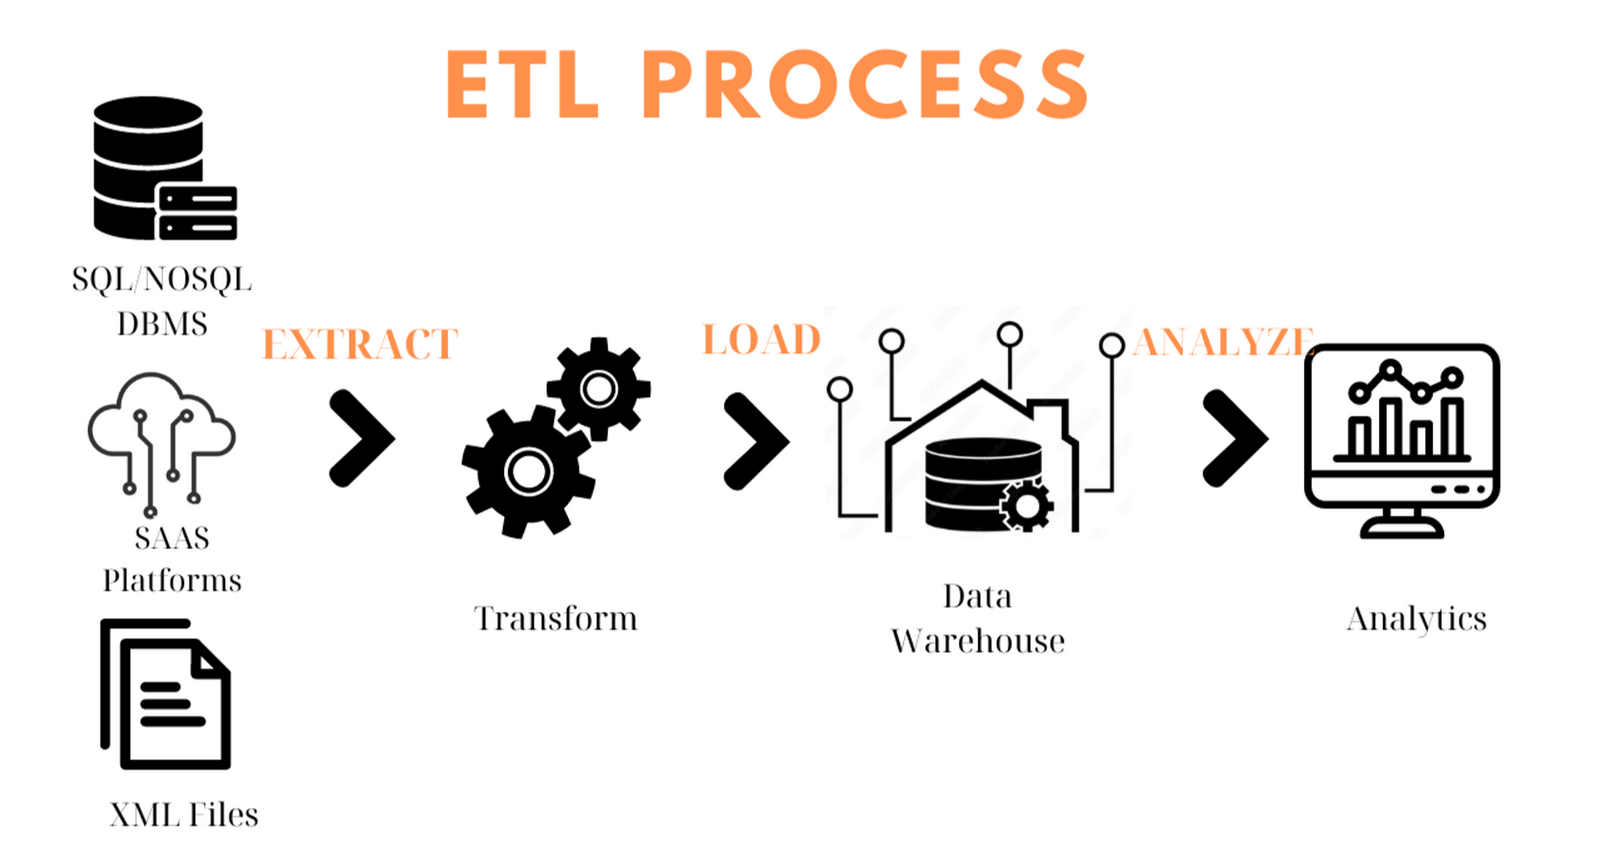 ETL PROCESS
SQL/NOSQL
DBMS
EXTRACT
LOAD
ANALYZE
SAAS
Platforms
Transform
Data
Warehouse
Analytics
XML Files